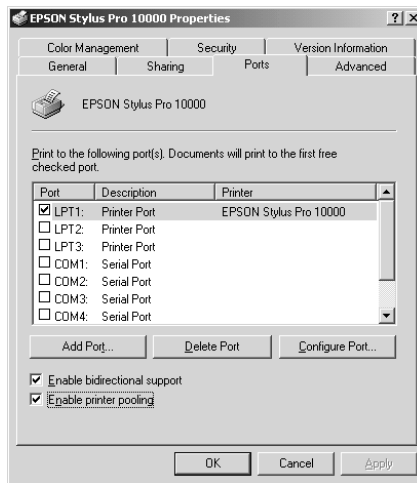 EPSON Stylus Pro 10000 Properties
Color Management Security Version Information
General Sharing Ports Advanced
EPSON Stylus Pro 10000
Print to the following port(s). Documents will print to the first free
checked port.
Port Description Printer
LPT1: Printer Port EPSON Stylus Pro 10000
LPT2: Printer Port
LPT3: Printer Port
COM1: Serial Port
COM2: Serial Port
COM3: Serial Port
COM4: Serial Port
Add Port... Delete Port Configure Port...
Enable bidirectional support
Enable printer pooling
OK Cancel Apply